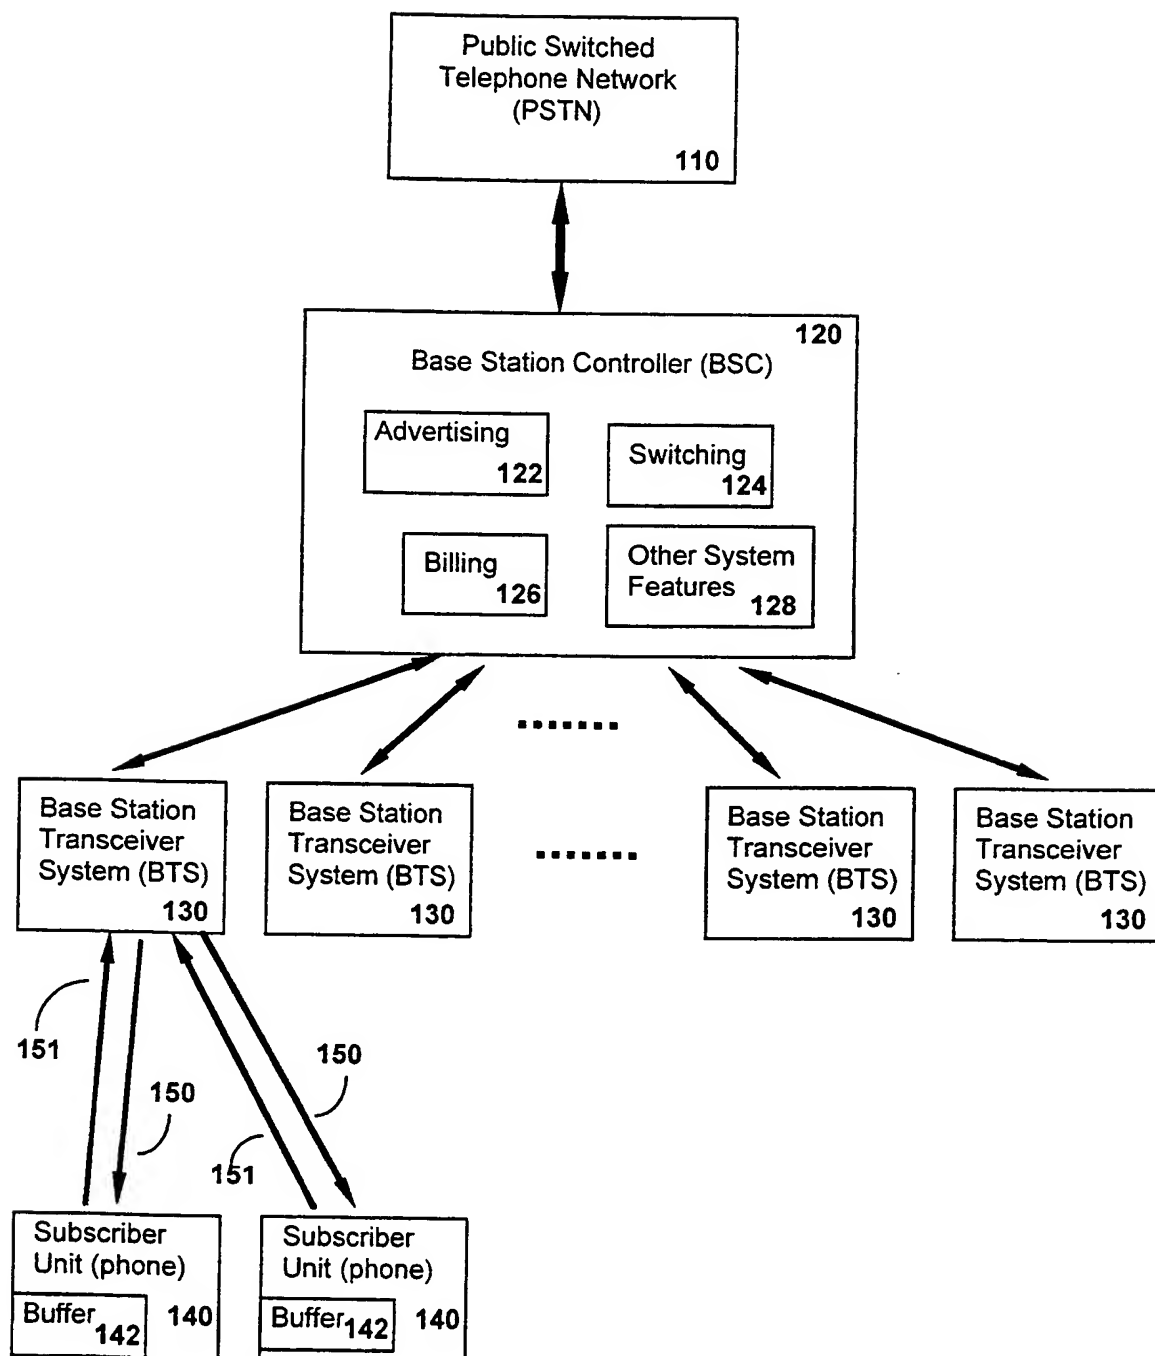 Public Switched
Telephone Network
(PSTN)
110
120
Base Station Controller (BSC)
Advertising
122
Switching
124
Billing
126
Other System
Features
128
Base Station
Transceiver
System (BTS)
130
Base Station
Transceiver
System (BTS)
130
Base Station
Transceiver
System (BTS)
130
Base Station
Transceiver
System (BTS)
130
151
150
150
151
Subscriber
Unit (phone)
Buffer
142
140
Subscriber
Unit (phone)
Buffer
142
140